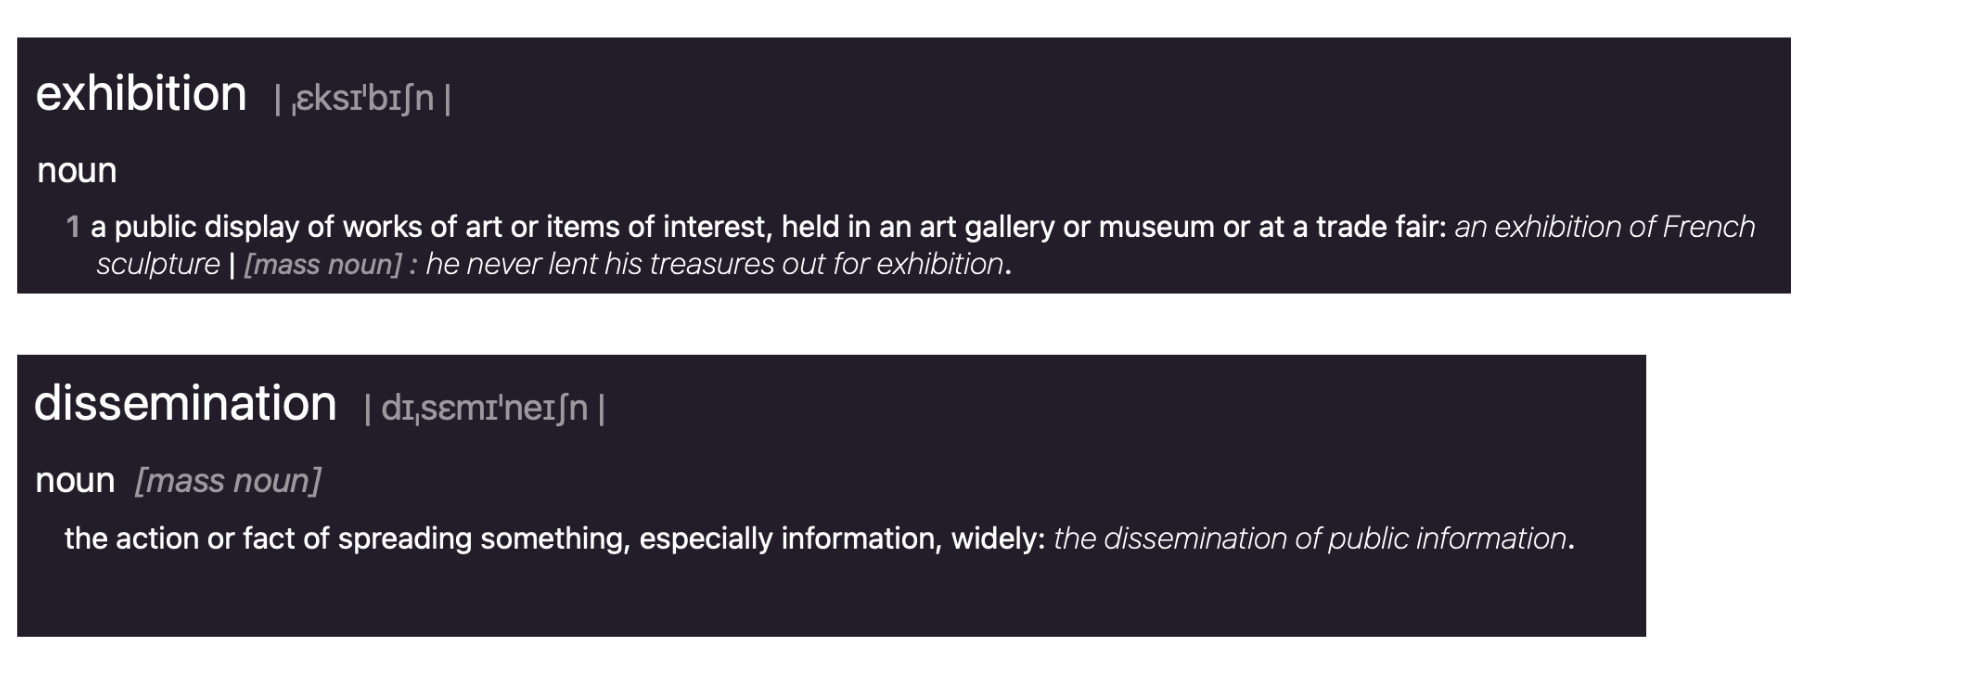 exhibition | ˌɛksɪˈbɪʃn |
noun
1 a public display of works of art or items of interest, held in an art gallery or museum or at a trade fair: an exhibition of French
sculpture | [mass noun] : he never lent his treasures out for exhibition.
dissemination | dɪˌsɛmɪˈneɪʃn |
noun [mass noun]
the action or fact of spreading something, especially information, widely: the dissemination of public information.